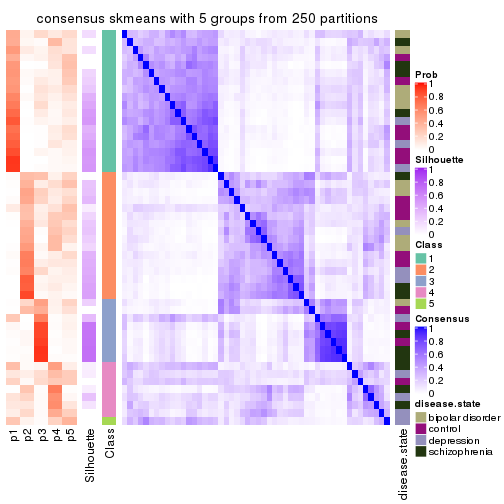 consensus skmeans with 5 groups from 250 partitions
Prob
1
0.8
0.6
0.4
0.2
0
Silhouette
1
0.8
0.6
0.4
0.2
0
Class
1
2
3
4
5
Consensus
1
0.8
0.6
0.4
0.2
0
disease.state
bipolar disorder
control
depression
schizophrenia
p1
p2
p3
p4
p5
Silhouette
Class
disease.state